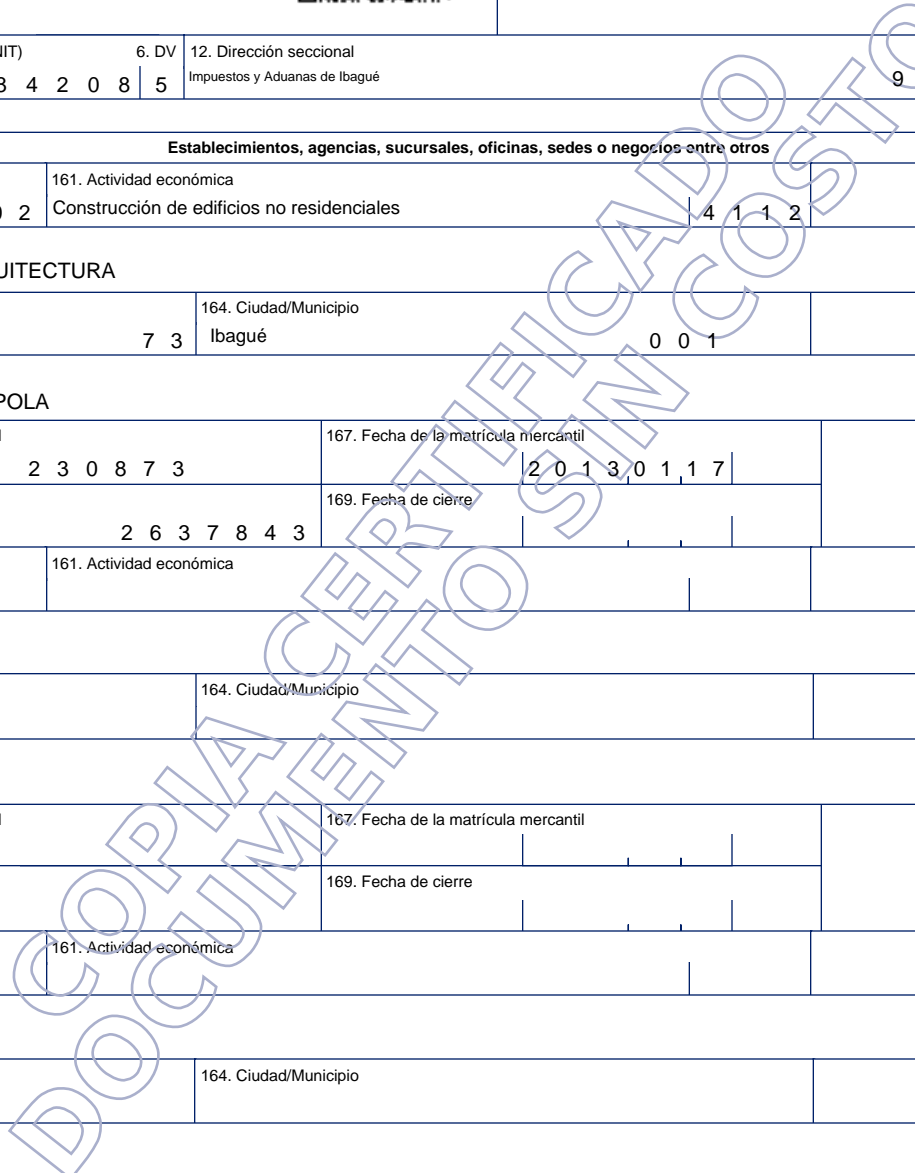 6. DV 12. Dirección seccional
4 2 0 8 5 Impuestos y Aduanas de Ibagué 9
Establecimientos, agencias, sucursales, oficinas, sedes o negocios entre otros
161. Actividad económica
2 Construcción de edificios no residenciales 4 1 1 2
164. Ciudad/Municipio
7 3 Ibagué 0 0 1
167. Fecha de la matrícula mercantil
2 3 0 8 7 3 2 0 1 3 0 1 1 7
169. Fecha de cierre
2 6 3 7 8 4 3
161. Actividad económica
164. Ciudad/Municipio
167. Fecha de la matrícula mercantil
169. Fecha de cierre
161. Actividad económica
164. Ciudad/Municipio
COPIA CERTIFICADO
DOCUMENTO SIN COSTO